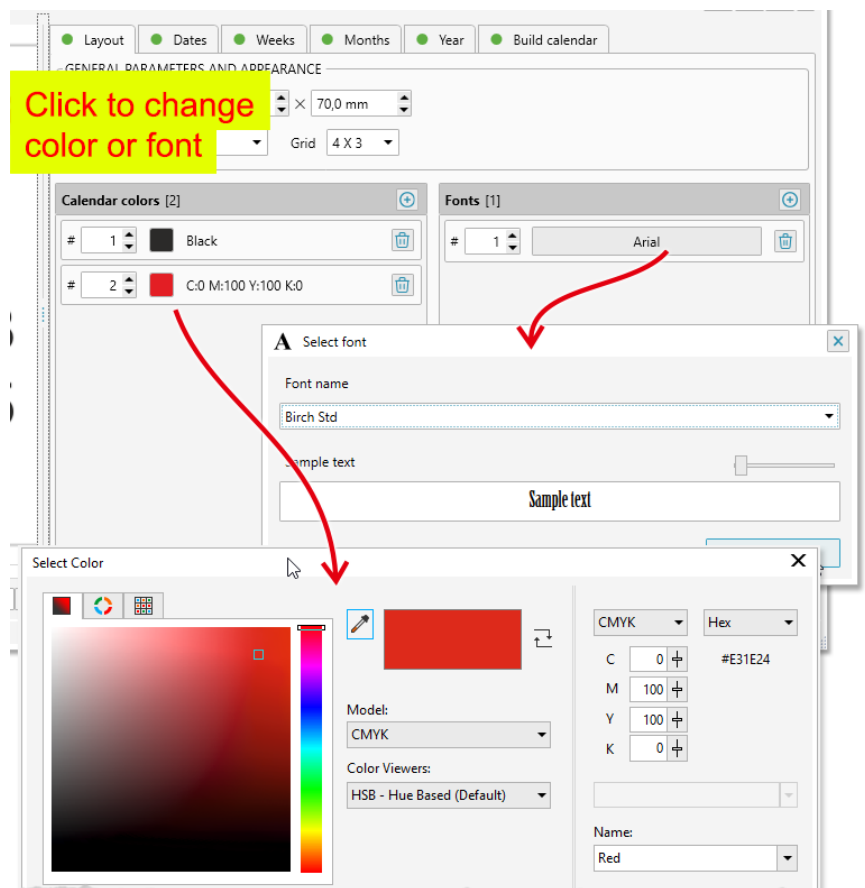 Layout Dates Weeks Months Year Build calendar
GENERAL PARAMETERS AND APPEARANCE
Click to change
color or font
× 70,0 mm
Grid 4 X 3
Calendar colors [2]
Fonts [1]
# 1 Black
# 1 Arial
# 2 C:0 M:100 Y:100 K:0
A Select font
Font name
Birch Std
Sample text
Sample text
Select Color
CMYK Hex
C 0 #E31E24
M 100
Y 100
K 0
Model:
CMYK
Color Viewers:
HSB - Hue Based (Default)
Name:
Red